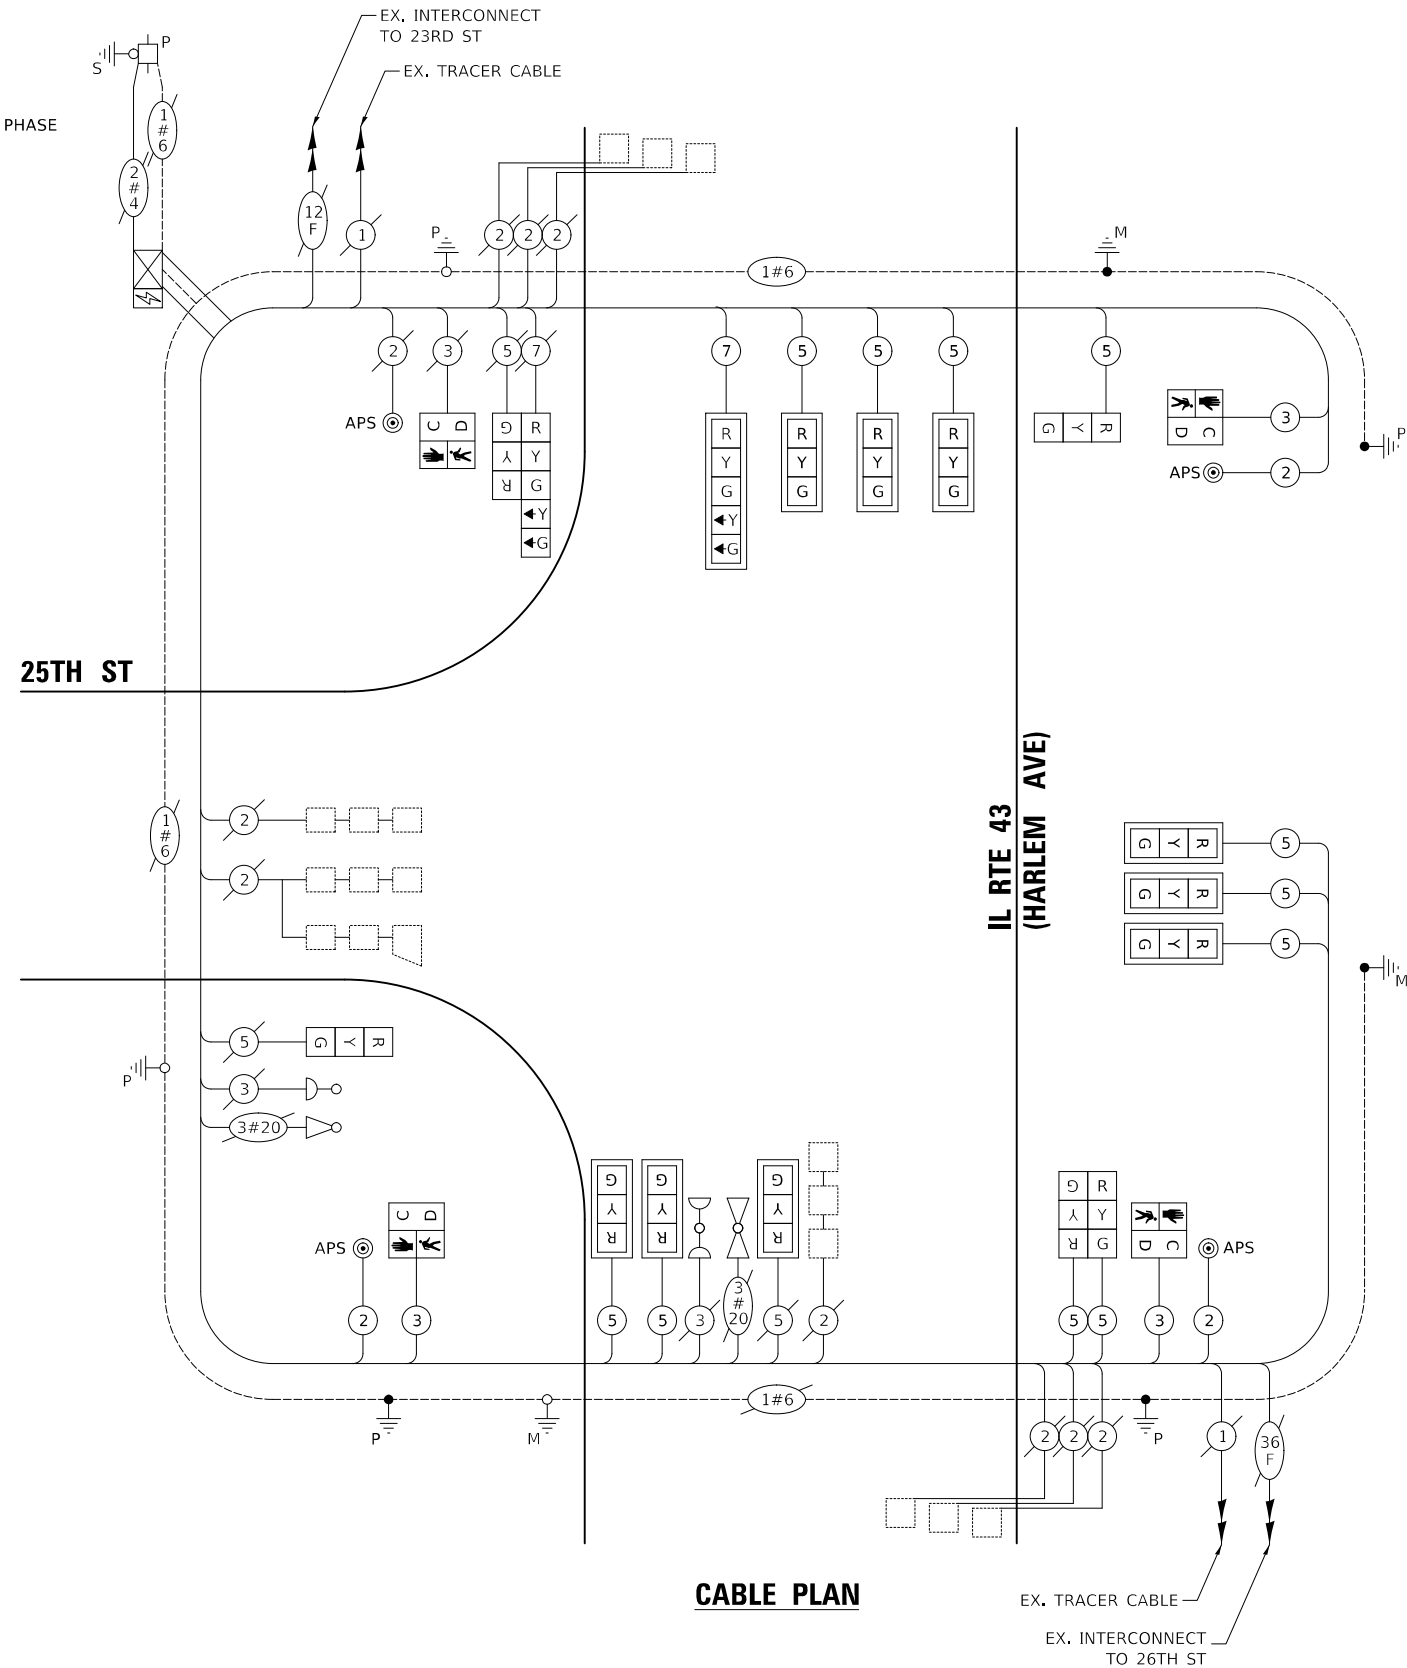 EX. INTERCONNECT
TO 23RD ST
EX. TRACER CABLE
P
S
PHASE
1
#
6
2
#
4
12
F
1
2 2 2
P
M
1#6
2 3 5 7 7 5 5 5 5
3
P
APS
C D
G R
Y Y
R G
Y
G
R
Y
G
Y
G
R
Y
G
R
Y
G
R
Y
G
G Y R
D C
APS
2
25TH ST
IL RTE 43
(HARLEM AVE)
2
1
#
6
2
G Y R
5
G Y R
5
G Y R
5
M
5
G Y R
P
3
3#20
APS
C D
G
Y
R
G
Y
R
G
Y
R
G R
Y Y
R G
D C
APS
2 3 5 5 3
3
#
20
5 2 5 5 3 2
1#6
P
M
P
2 2 2 1
36
F
CABLE PLAN
EX. TRACER CABLE
EX. INTERCONNECT
TO 26TH ST